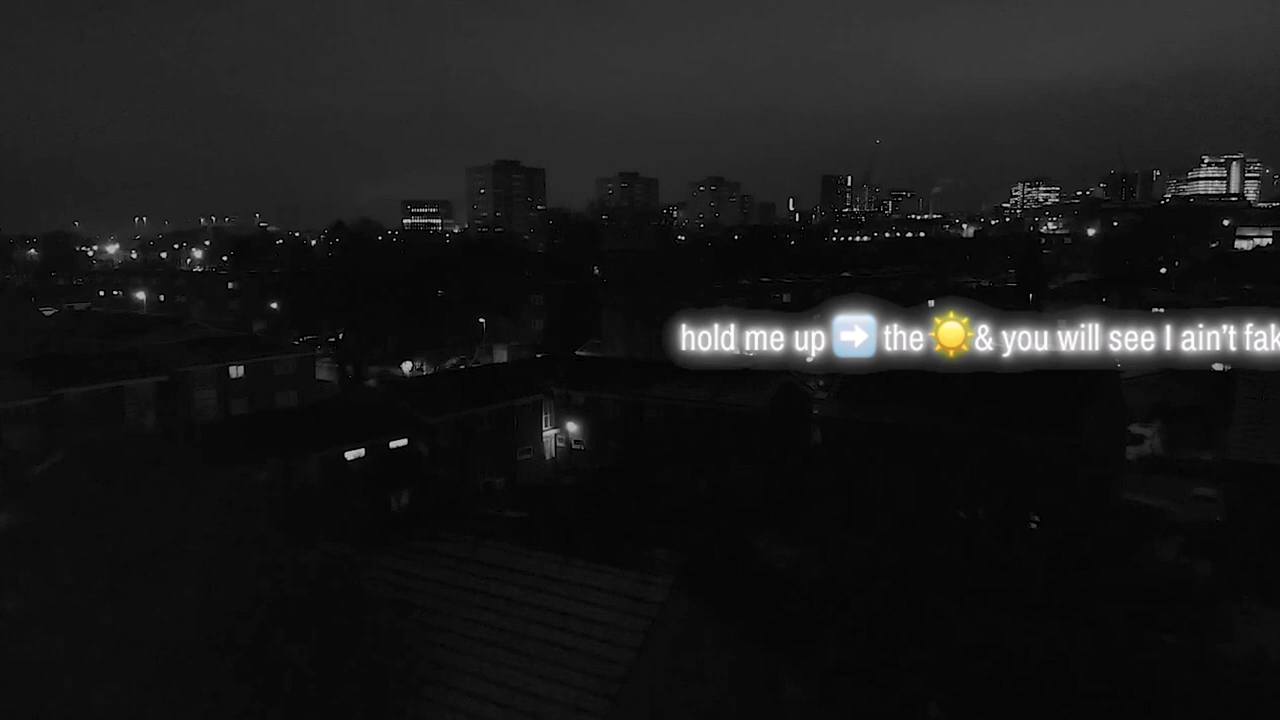 hold me up ➡️ the ☀️& you will see I ain't fak